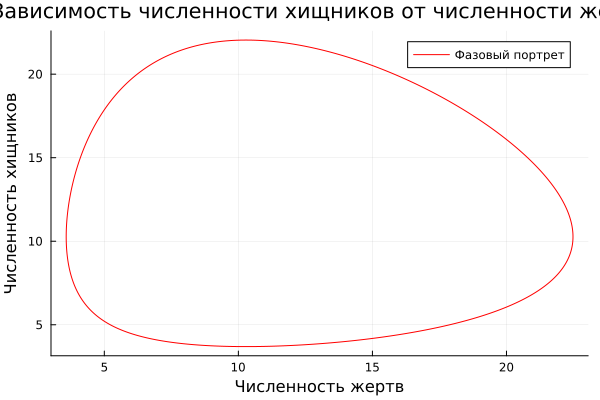 Зависимость численности хищников от численности же
Фазовый портрет
Численность хищников
20
15
10
5
5
10
15
20
Численность жертв